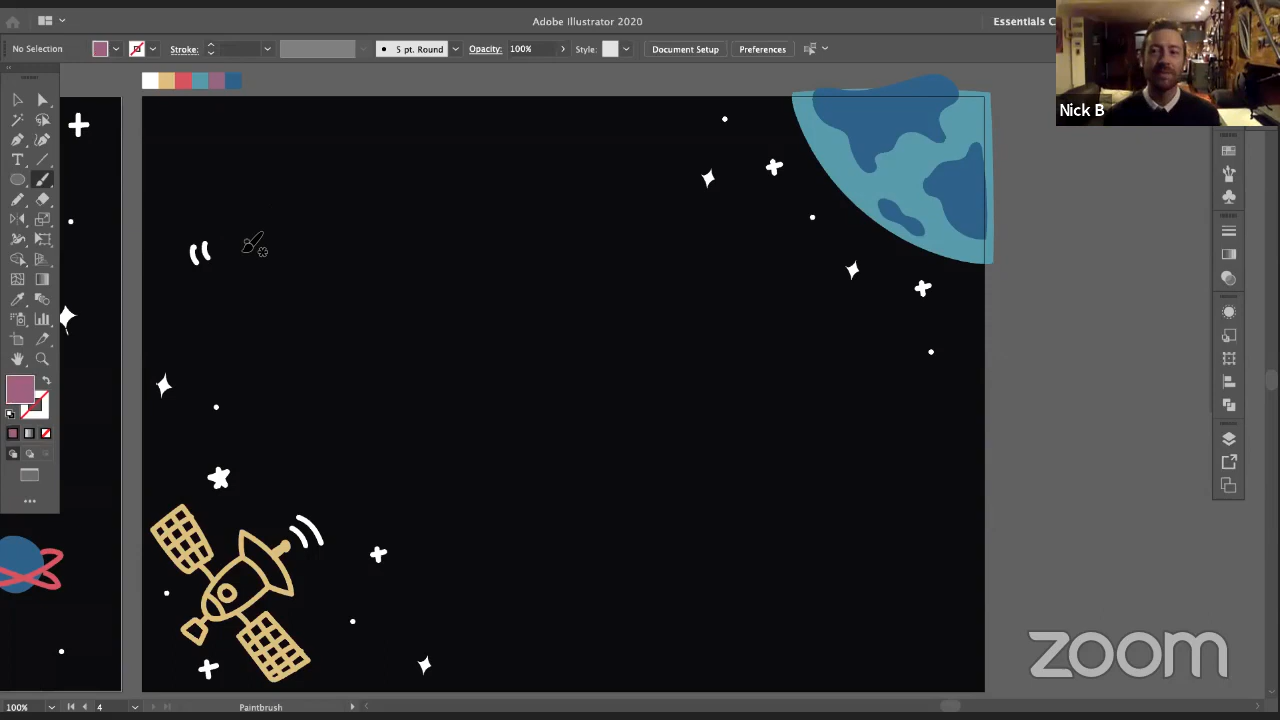 Adobe Illustrator 2020
Essentials C
No Selection
Stroke:
5 pt. Round
Opacity:
100%
Style:
Document Setup
Preferences
Nick B
zoom
100%
4
Paintbrush